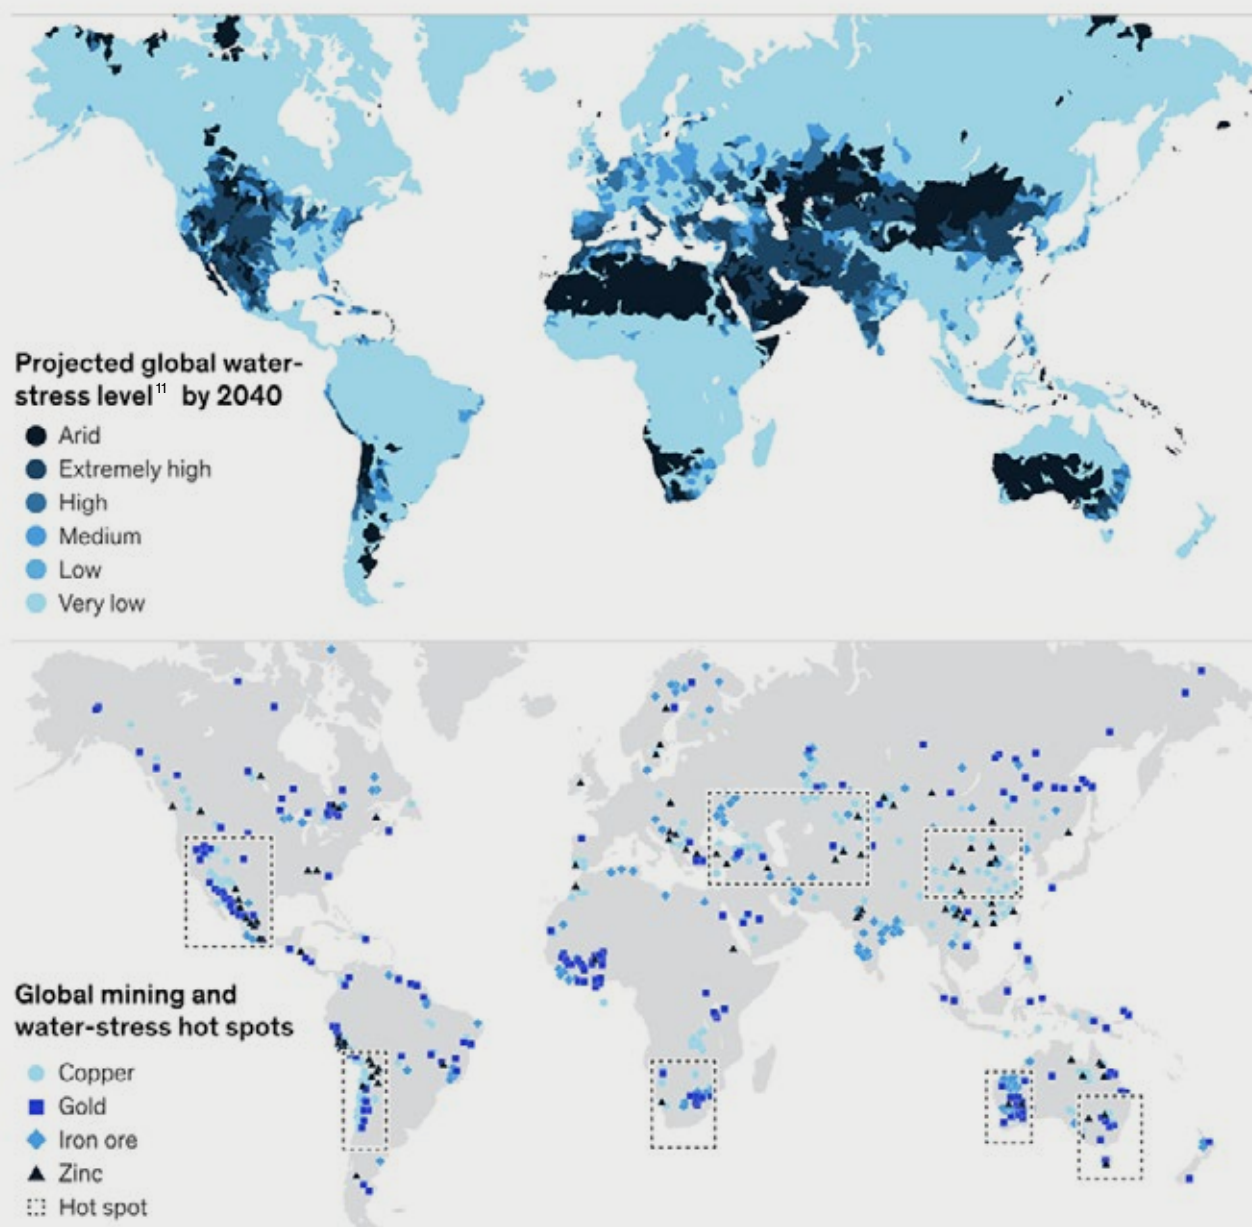 Projected global water-
stress level¹¹ by 2040
Arid
Extremely high
High
Medium
Low
Very low
Global mining and
water-stress hot spots
Copper
Gold
Iron ore
Zinc
Hot spot